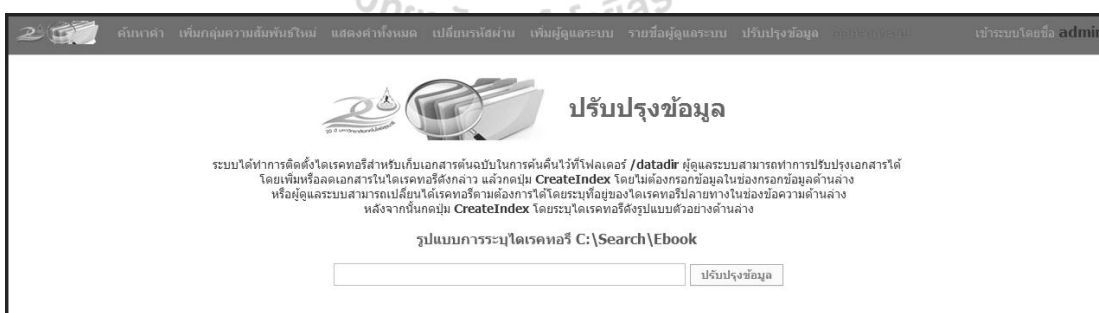 ค้นหาคำ เพิ่มกลุ่มความสัมพันธ์ใหม่ แสดงคำทั้งหมด เปลี่ยนรหัสผ่าน เพิ่มผู้ดูแลระบบ รายชื่อผู้ดูแลระบบ ปรับปรุงข้อมูล เข้าระบบโดยชื่อ admin
ปรับปรุงข้อมูล
ระบบได้ทำการติดตั้งไดเรคทอรีสำหรับเก็บเอกสารต้นฉบับในการค้นคืนไว้ที่โฟลเดอร์ /datadir ผู้ดูแลระบบสามารถทำการปรับปรุงเอกสารได้
โดยเพิ่มหรือลดเอกสารในไดเรคทอรีดังกล่าว แล้วกดปุ่ม CreateIndex โดยไม่ต้องกรอกข้อมูลในช่องกรอกข้อมูลด้านล่าง
หรือผู้ดูแลระบบสามารถเปลี่ยนไดเรคทอรีตามต้องการได้โดยระบุที่อยู่ของไดเรคทอรีปลายทางในช่องข้อความด้านล่าง
หลังจากนั้นกดปุ่ม CreateIndex โดยระบุไดเรคทอรีดังรูปแบบตัวอย่างด้านล่าง
รูปแบบการระบุไดเรคทอรี C:\Search\Ebook
ปรับปรุงข้อมูล